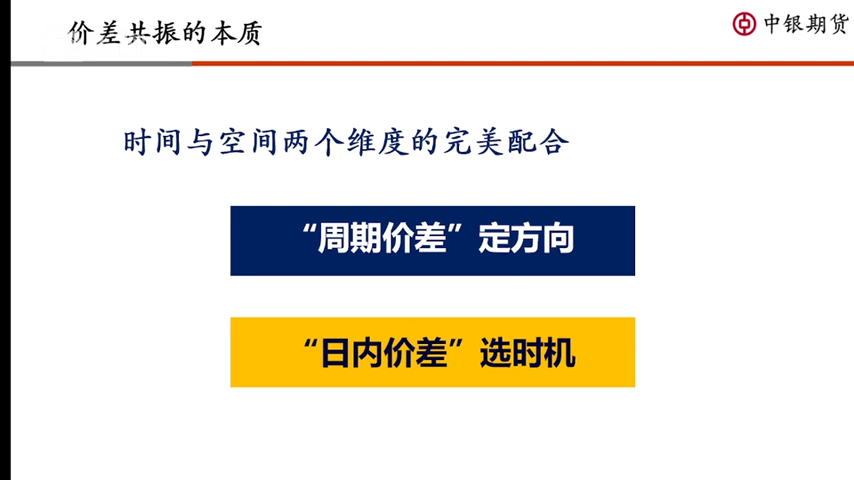 价差共振的本质
中银期货
时间与空间两个维度的完美配合
“周期价差”定方向
“日内价差”选时机